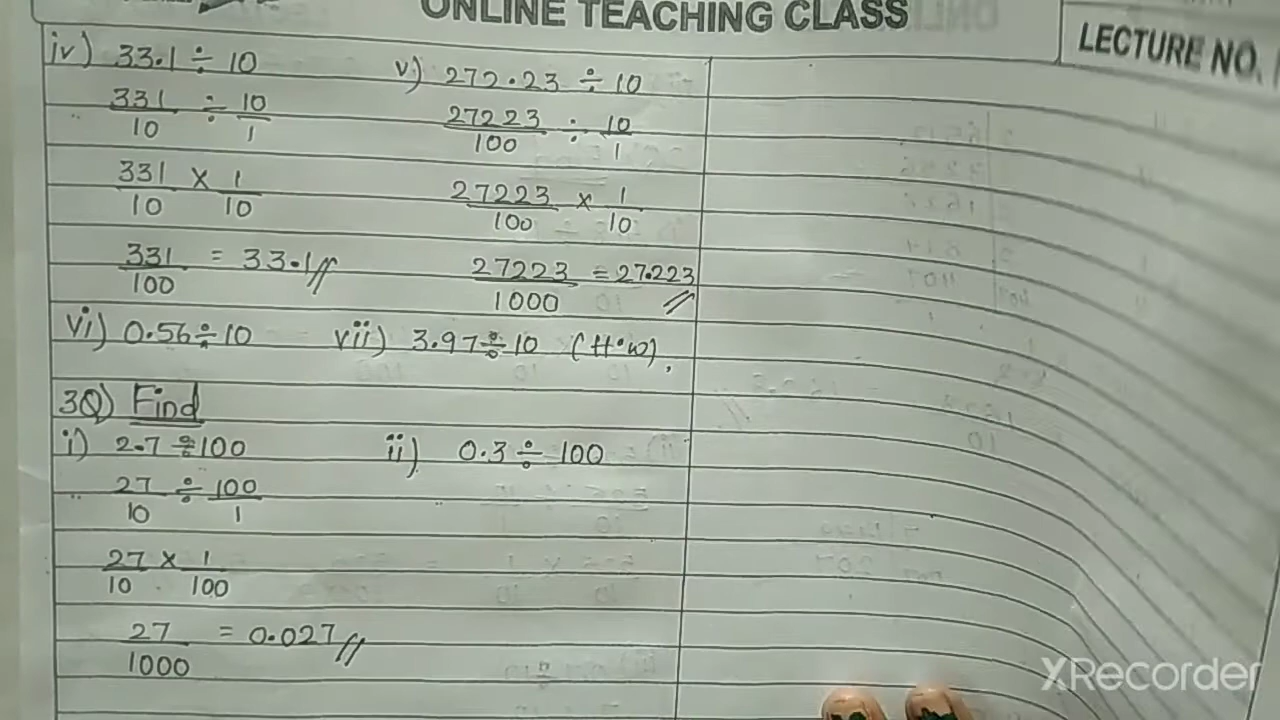 ONLINE TEACHING CLASS
LECTURE NO.
iv) 33.1 ÷ 10
331/10 ÷ 10/1
331/10 × 1/10
331/100 = 33.1//
v) 272.23 ÷ 10
27223/100 ÷ 10/1
27223/100 × 1/10
27223/1000 = 27.223//
vi) 0.56 ÷ 10
vii) 3.97 ÷ 10 (H.W).
3Q) Find
i) 2.7 ÷ 100
27/10 ÷ 100/1
27/10 × 1/100
27/1000 = 0.027//
ii) 0.3 ÷ 100
XRecorder